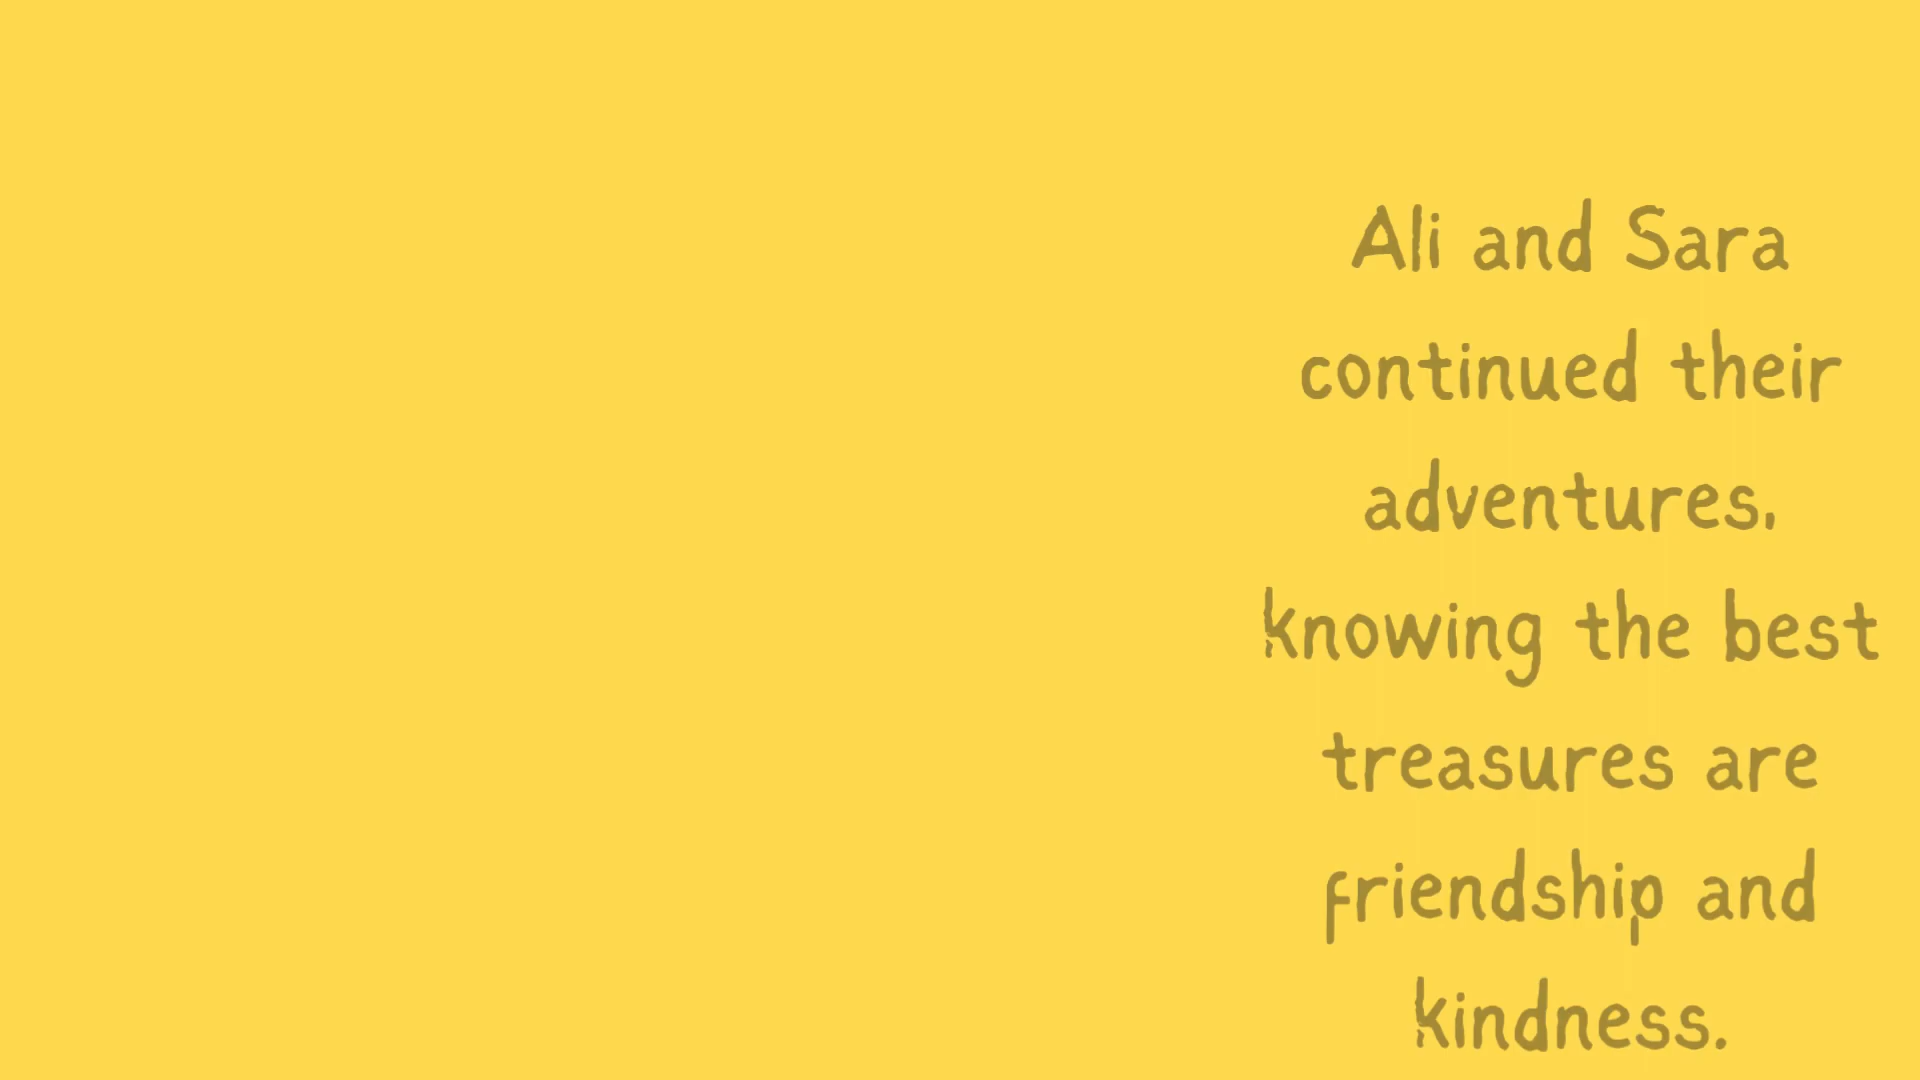 Ali and Sara
continued their
adventures,
knowing the best
treasures are
friendship and
kindness.